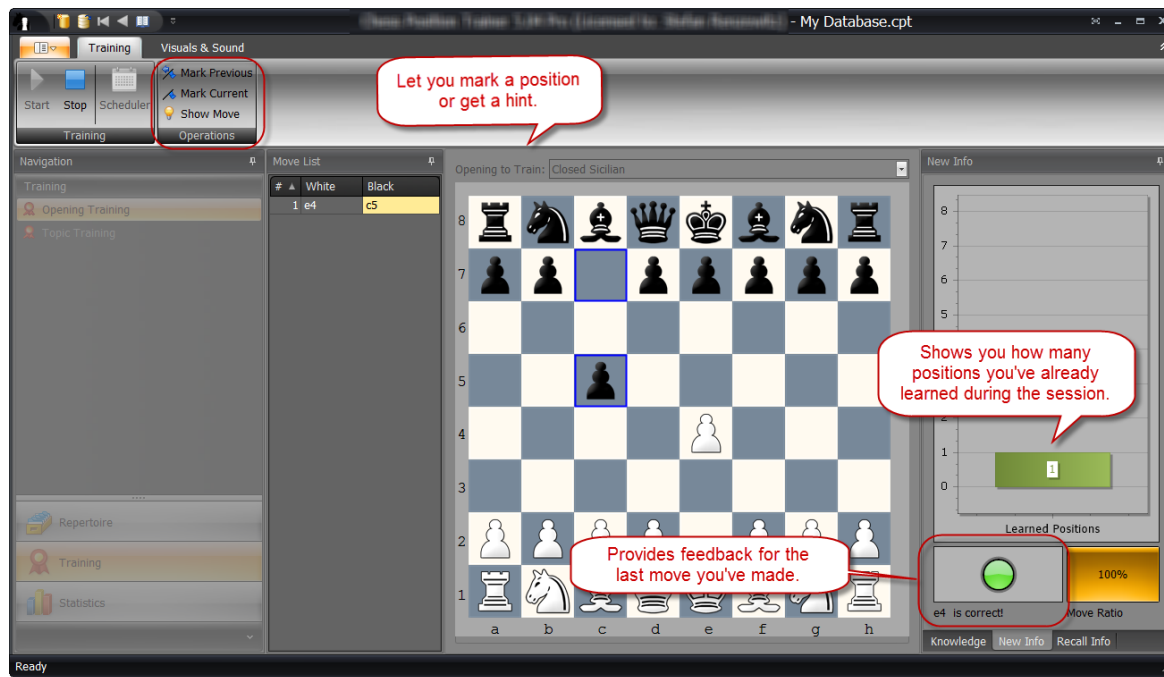 - My Database.cpt
Training
Visuals & Sound
Start
Stop
Scheduler
Training
Mark Previous
Mark Current
Show Move
Operations
Let you mark a position
or get a hint.
Navigation
Training
Opening Training
Topic Training
Repertoire
Training
Statistics
Move List
# White Black
1 e4 c5
Opening to Train: Closed Sicilian
8
7
6
5
4
3
2
1
a b c d e f g h
New Info
8
7
6
5
2
1
0
1
Learned Positions
Shows you how many
positions you've already
learned during the session.
Provides feedback for the
last move you've made.
e4 is correct!
100%
Move Ratio
Knowledge New Info Recall Info
Ready